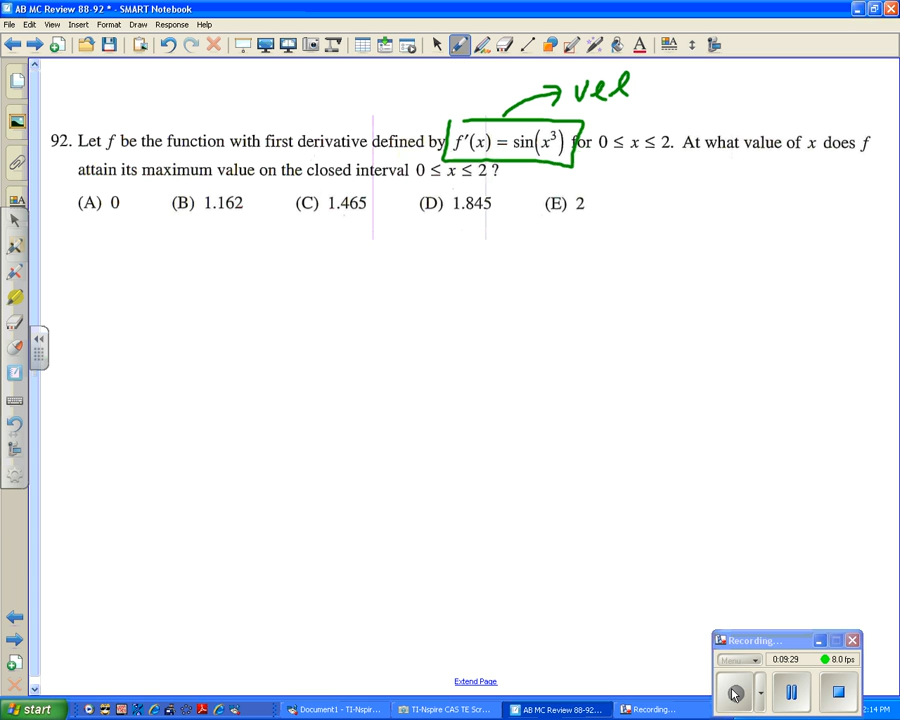 AB MC Review 88-92 * - SMART Notebook
File Edit View Insert Format Draw Response Help
vel
92. Let f be the function with first derivative defined by f′(x) = sin(x³) for 0 ≤ x ≤ 2. At what value of x does f
attain its maximum value on the closed interval 0 ≤ x ≤ 2 ?
(A) 0 (B) 1.162 (C) 1.465 (D) 1.845 (E) 2
Recording...
Menu 0:09:29 8.0 fps
Extend Page
start Document1 - TI-Nspir... TI-Nspire CAS TE Scr... AB MC Review 88-92... Recording... 2:14 PM